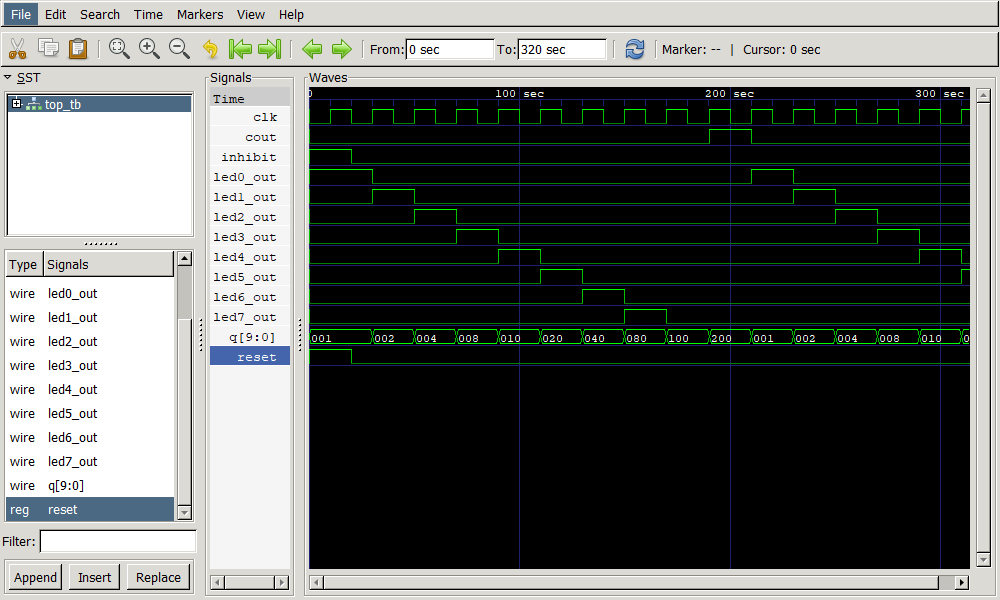 File Edit Search Time Markers View Help
From: 0 sec To: 320 sec Marker: -- | Cursor: 0 sec
SST
top_tb
Type Signals
wire led0_out
wire led1_out
wire led2_out
wire led3_out
wire led4_out
wire led5_out
wire led6_out
wire led7_out
wire q[9:0]
reg reset
Filter:
Append Insert Replace
Signals
Time
clk
cout
inhibit
led0_out
led1_out
led2_out
led3_out
led4_out
led5_out
led6_out
led7_out
q[9:0]
reset
Waves
0 100 sec 200 sec 300 sec
001 002 004 008 010 020 040 080 100 200 001 002 004 008 010 0